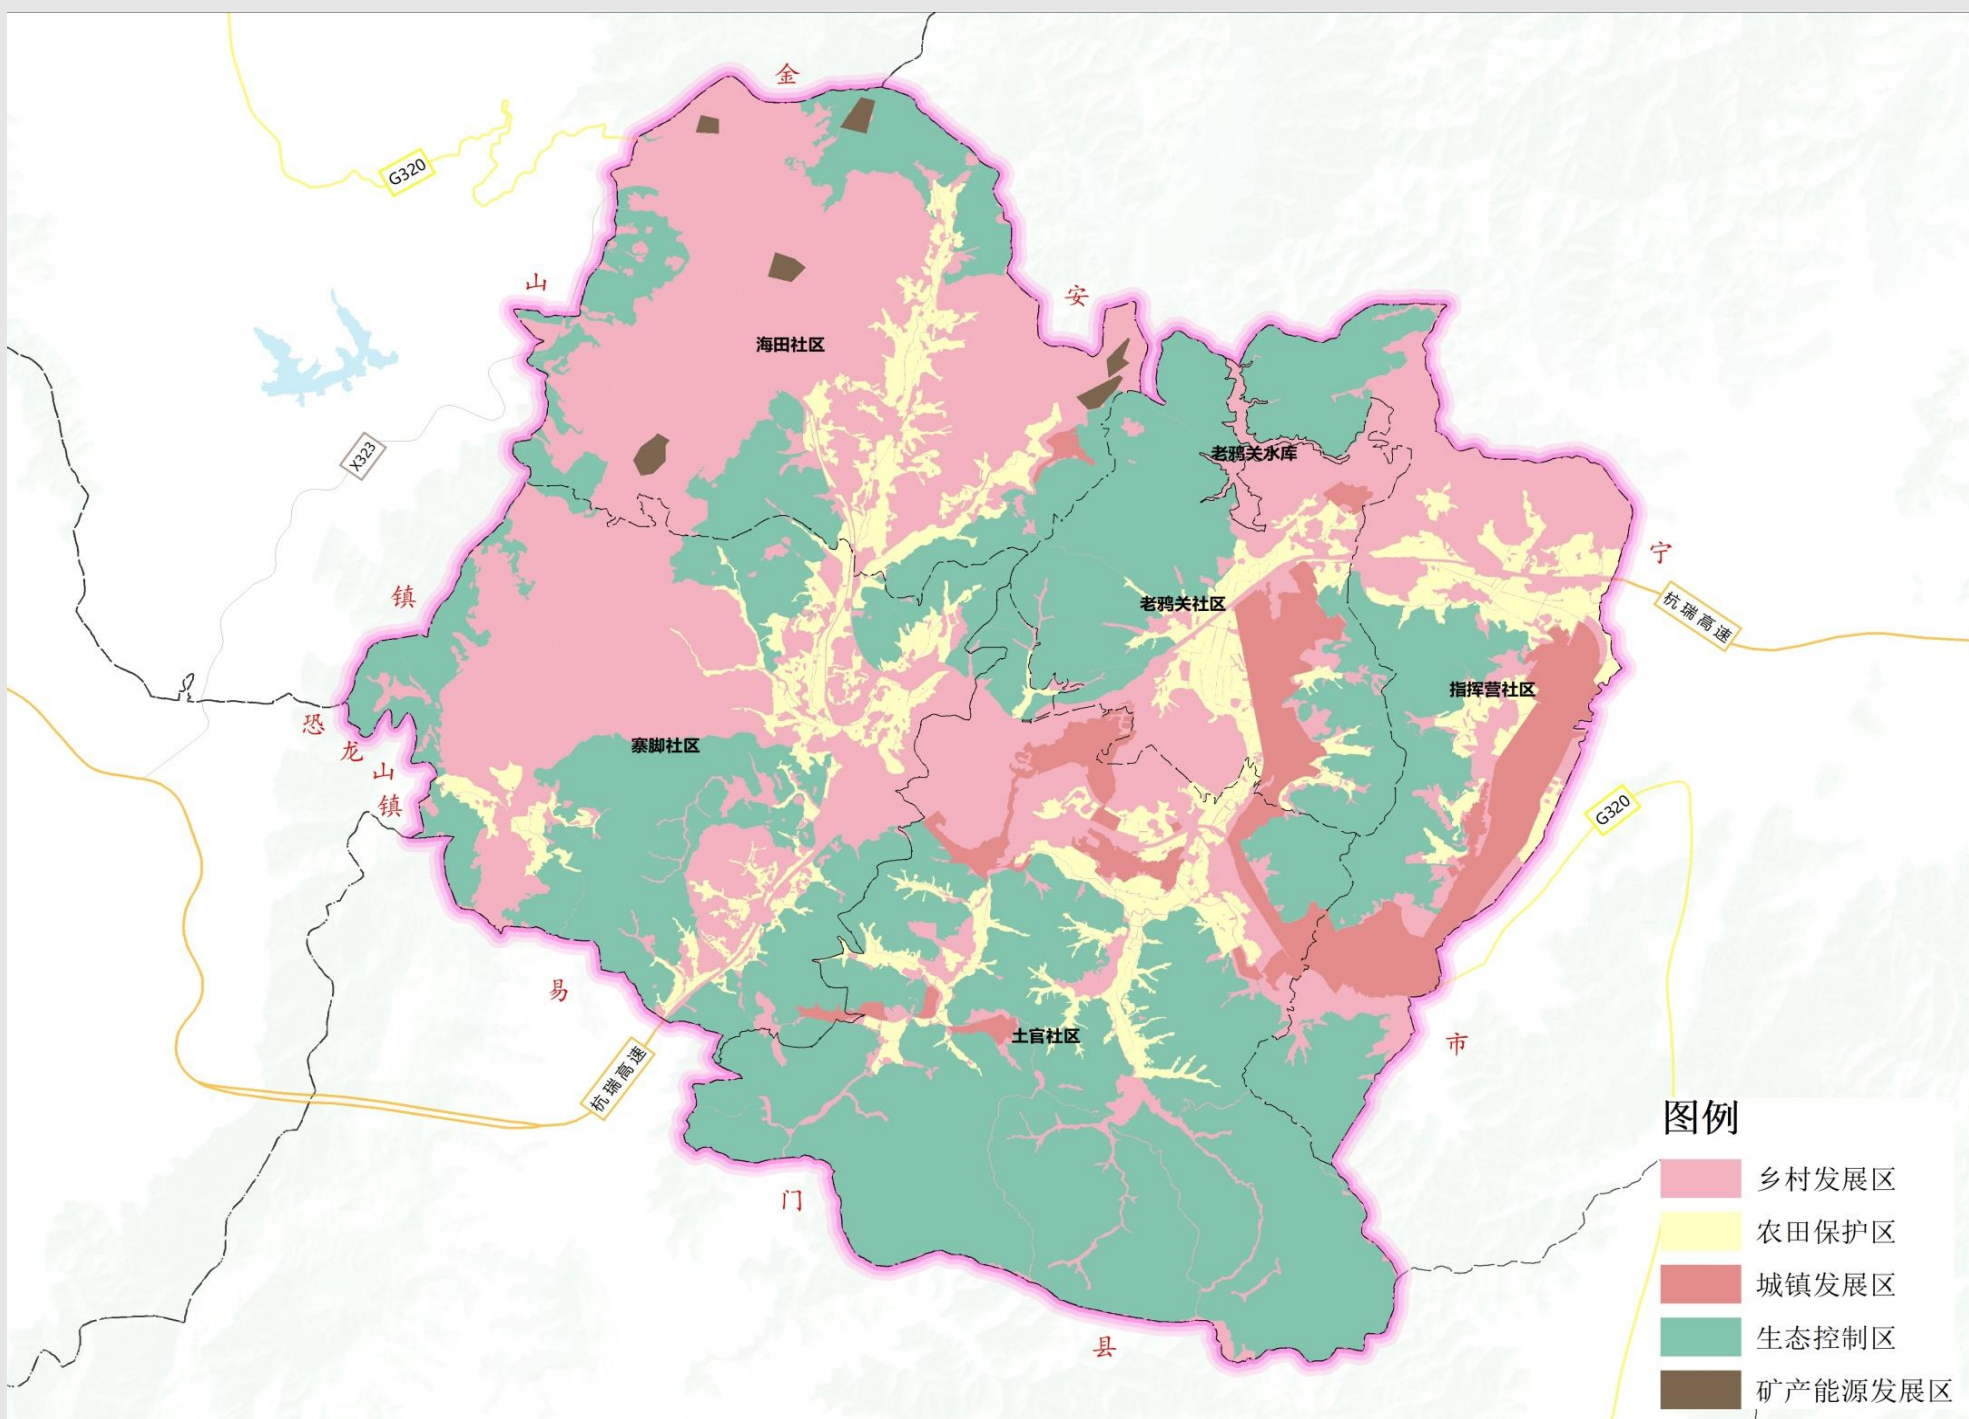 金
G320
山
安
海田社区
X323
老鸦关水库
宁
镇
老鸦关社区
杭瑞高速
指挥营社区
恐
龙
山
镇
寨脚社区
G320
易
土官社区
市
杭瑞高速
门
县
图例
乡村发展区
农田保护区
城镇发展区
生态控制区
矿产能源发展区